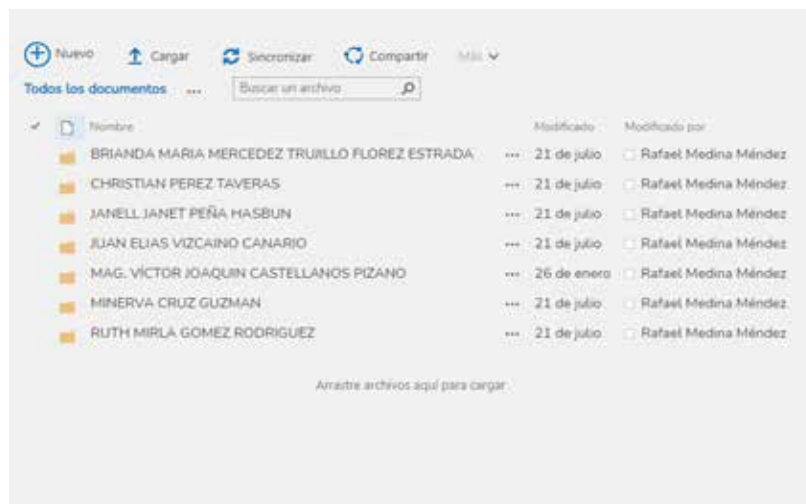 Nuevo Cargar Sincronizar Compartir Más
Todos los documentos ... Buscar un archivo
Nombre Modificado Modificado por
BRIANDA MARIA MERCEDEZ TRUJILLO FLOREZ ESTRADA ... 21 de julio Rafael Medina Méndez
CHRISTIAN PEREZ TAVERAS ... 21 de julio Rafael Medina Méndez
JANELL JANET PEÑA HASBUN ... 21 de julio Rafael Medina Méndez
JUAN ELIAS VIZCAINO CANARIO ... 21 de julio Rafael Medina Méndez
MAG. VÍCTOR JOAQUIN CASTELLANOS PIZANO ... 26 de enero Rafael Medina Méndez
MINERVA CRUZ GUZMAN ... 21 de julio Rafael Medina Méndez
RUTH MIRLA GOMEZ RODRIGUEZ ... 21 de julio Rafael Medina Méndez
Arrastre archivos aquí para cargar